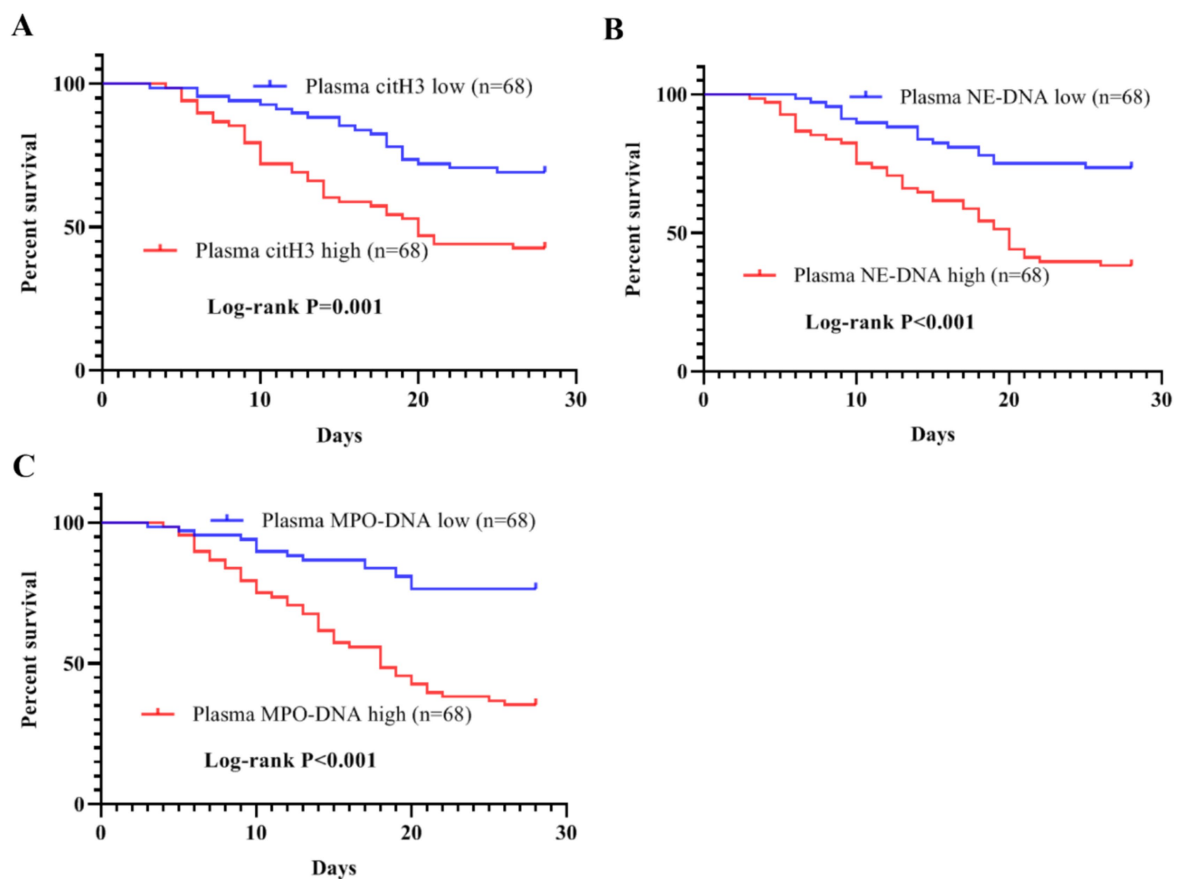 A
Percent survival
100
50
0
Plasma citH3 low (n=68)
Plasma citH3 high (n=68)
Log-rank P=0.001
0 10 20 30
Days
B
Percent survival
100
50
0
Plasma NE-DNA low (n=68)
Plasma NE-DNA high (n=68)
Log-rank P<0.001
0 10 20 30
Days
C
Percent survival
100
50
0
Plasma MPO-DNA low (n=68)
Plasma MPO-DNA high (n=68)
Log-rank P<0.001
0 10 20 30
Days